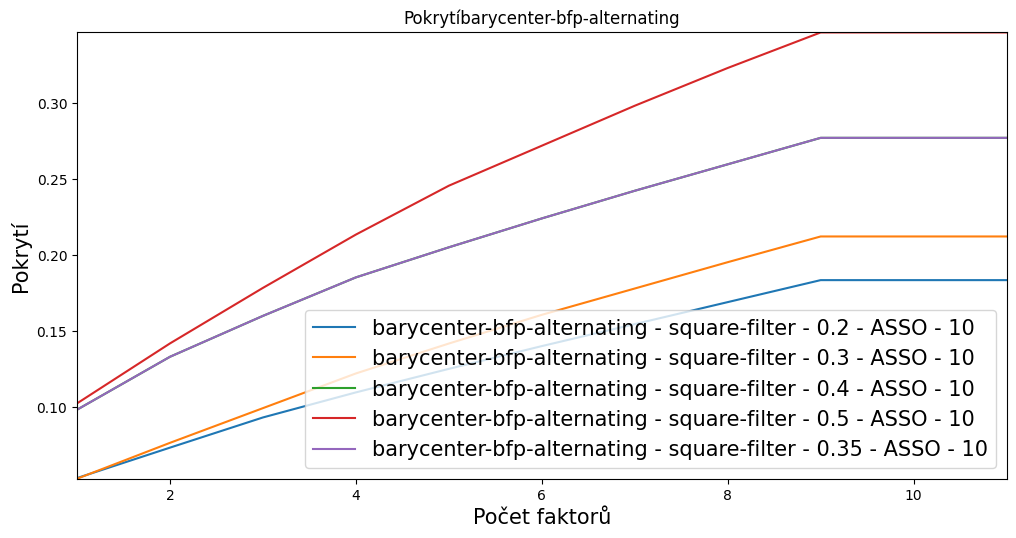 Pokrytíbarycenter-bfp-alternating
Pokrytí
0.30
0.25
0.20
0.15
0.10
barycenter-bfp-alternating - square-filter - 0.2 - ASSO - 10
barycenter-bfp-alternating - square-filter - 0.3 - ASSO - 10
barycenter-bfp-alternating - square-filter - 0.4 - ASSO - 10
barycenter-bfp-alternating - square-filter - 0.5 - ASSO - 10
barycenter-bfp-alternating - square-filter - 0.35 - ASSO - 10
2 4 6 8 10
Počet faktorů